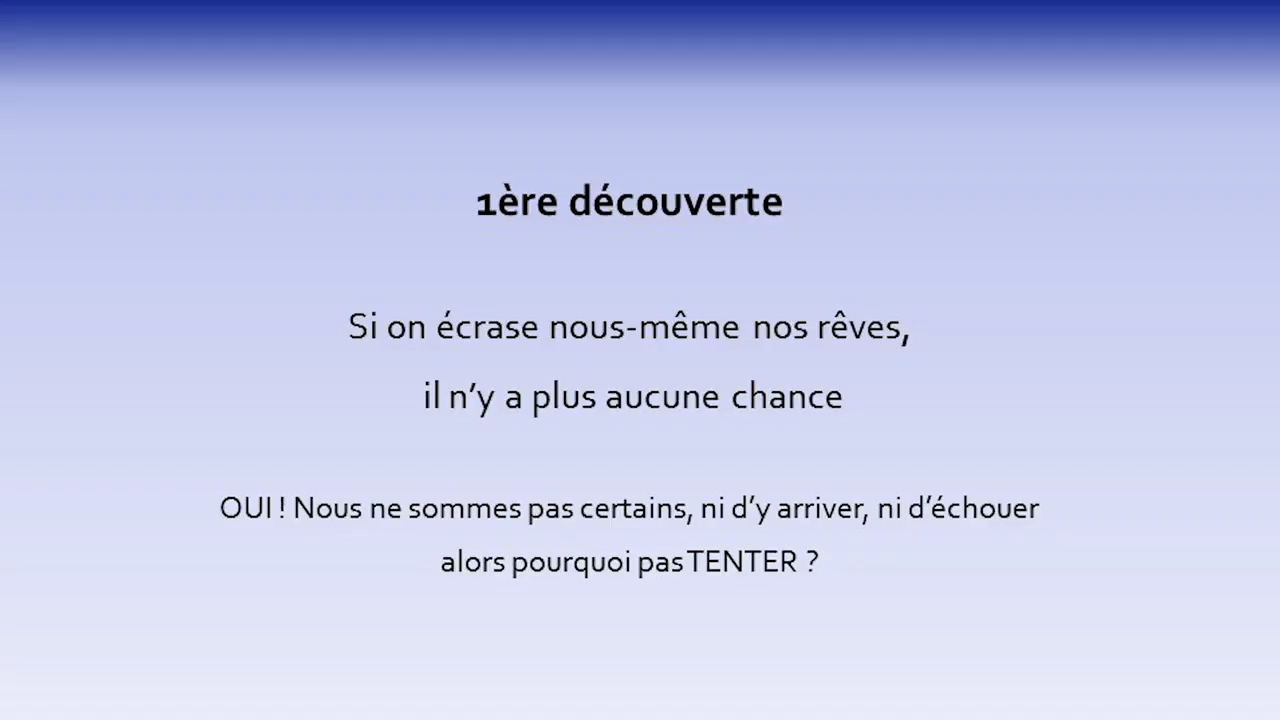 1ère découverte
Si on écrase nous-même nos rêves,
il n’y a plus aucune chance
OUI ! Nous ne sommes pas certains, ni d’y arriver, ni d’échouer
alors pourquoi pas TENTER ?